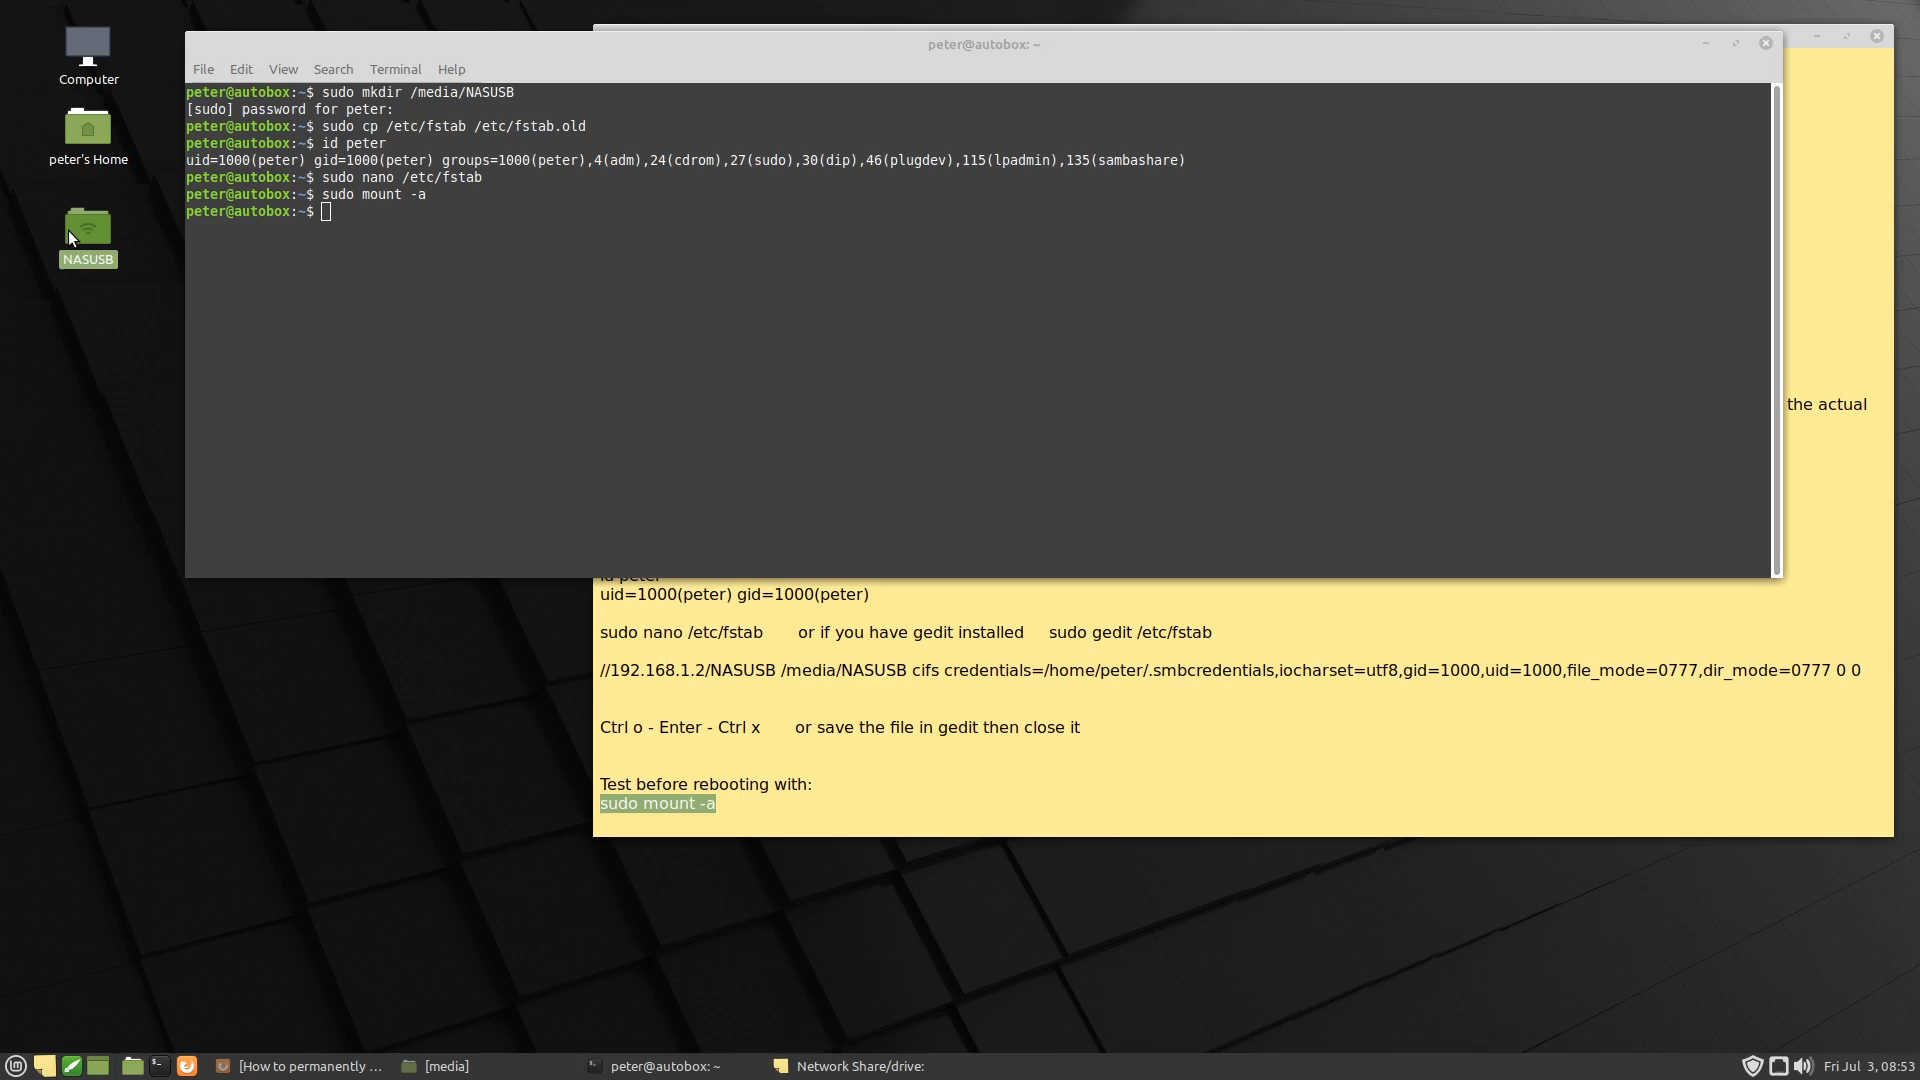 Computer
peter's Home
NASUSB
peter@autobox: ~
File Edit View Search Terminal Help
peter@autobox:~$ sudo mkdir /media/NASUSB
[sudo] password for peter:
peter@autobox:~$ sudo cp /etc/fstab /etc/fstab.old
peter@autobox:~$ id peter
uid=1000(peter) gid=1000(peter) groups=1000(peter),4(adm),24(cdrom),27(sudo),30(dip),46(plugdev),115(lpadmin),135(sambashare)
peter@autobox:~$ sudo nano /etc/fstab
peter@autobox:~$ sudo mount -a
peter@autobox:~$
the actual
id peter
uid=1000(peter) gid=1000(peter)
sudo nano /etc/fstab or if you have gedit installed sudo gedit /etc/fstab
//192.168.1.2/NASUSB /media/NASUSB cifs credentials=/home/peter/.smbcredentials,iocharset=utf8,gid=1000,uid=1000,file_mode=0777,dir_mode=0777 0 0
Ctrl o - Enter - Ctrl x or save the file in gedit then close it
Test before rebooting with:
sudo mount -a
[How to permanently ... [media] peter@autobox: ~ Network Share/drive: Fri Jul 3, 08:53